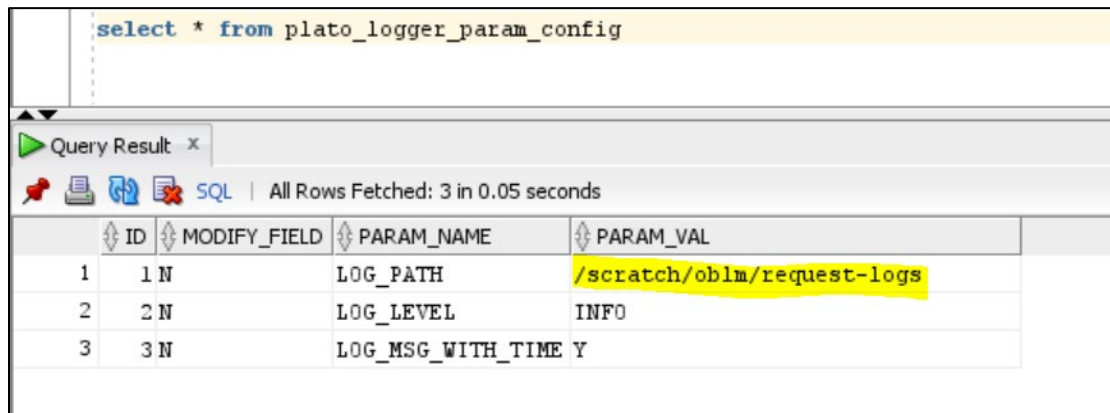 select * from plato_logger_param_config
Query Result x
SQL | All Rows Fetched: 3 in 0.05 seconds
ID MODIFY_FIELD PARAM_NAME PARAM_VAL
1 1 N LOG_PATH /scratch/oblm/request-logs
2 2 N LOG_LEVEL INFO
3 3 N LOG_MSG_WITH_TIME Y